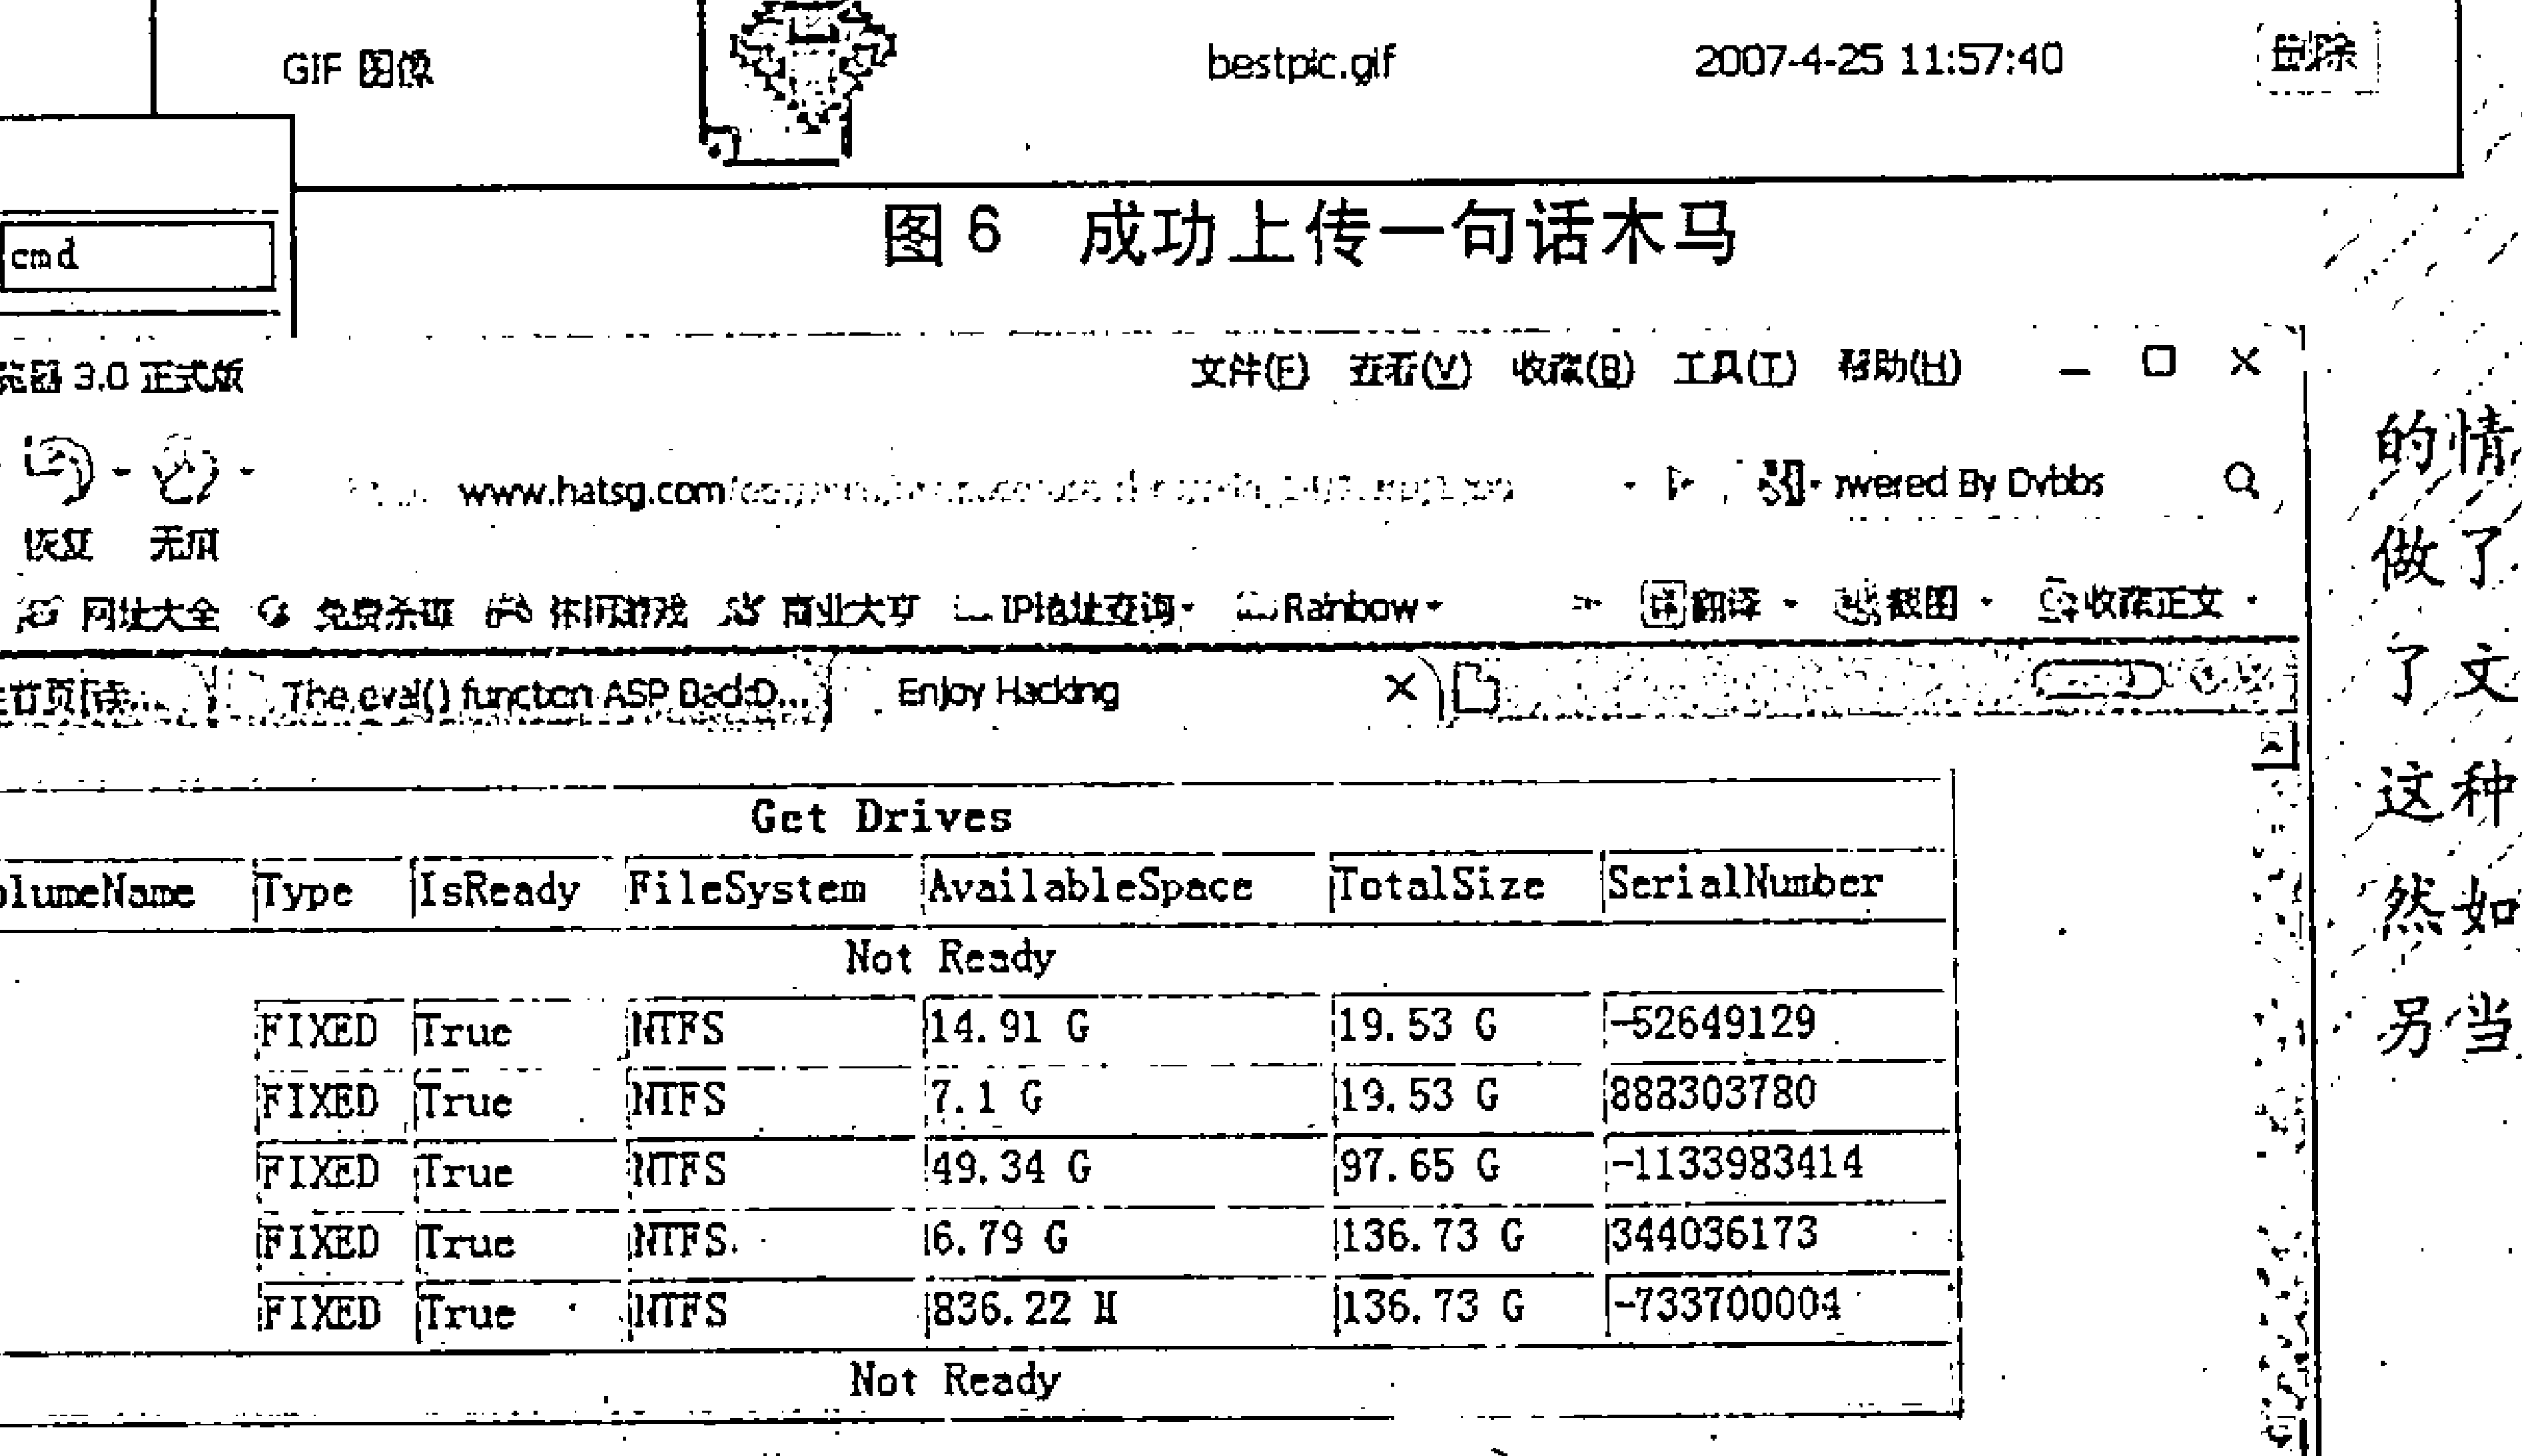 GIF 图像 bestpic.gif 2007-4-25 11:57:40 删除
图 6 成功上传一句话木马
cmd
览器 3.0 正式版 文件(F) 查看(V) 收藏(B) 工具(T) 帮助(H)
www.hatsg.com wered By Dvbbs
恢复
网址大全 免费杀毒 休闲游戏 商业大亨 IP地址查询 Rainbow 翻译 截图 收藏正文
The eval() function ASP Enjoy Hacking
Get Drives
olumeName Type IsReady FileSystem AvailableSpace TotalSize SerialNumber
Not Ready
FIXED True NTFS 14.91 G 19.53 G -52649129
FIXED True NTFS 7.1 G 19.53 G 888303780
FIXED True NTFS 49.34 G 97.65 G -1133983414
FIXED True NTFS 6.79 G 136.73 G 344036173
FIXED True NTFS 836.22 M 136.73 G -733700004
Not Ready
的情
做了
了文
这种
然如
另当